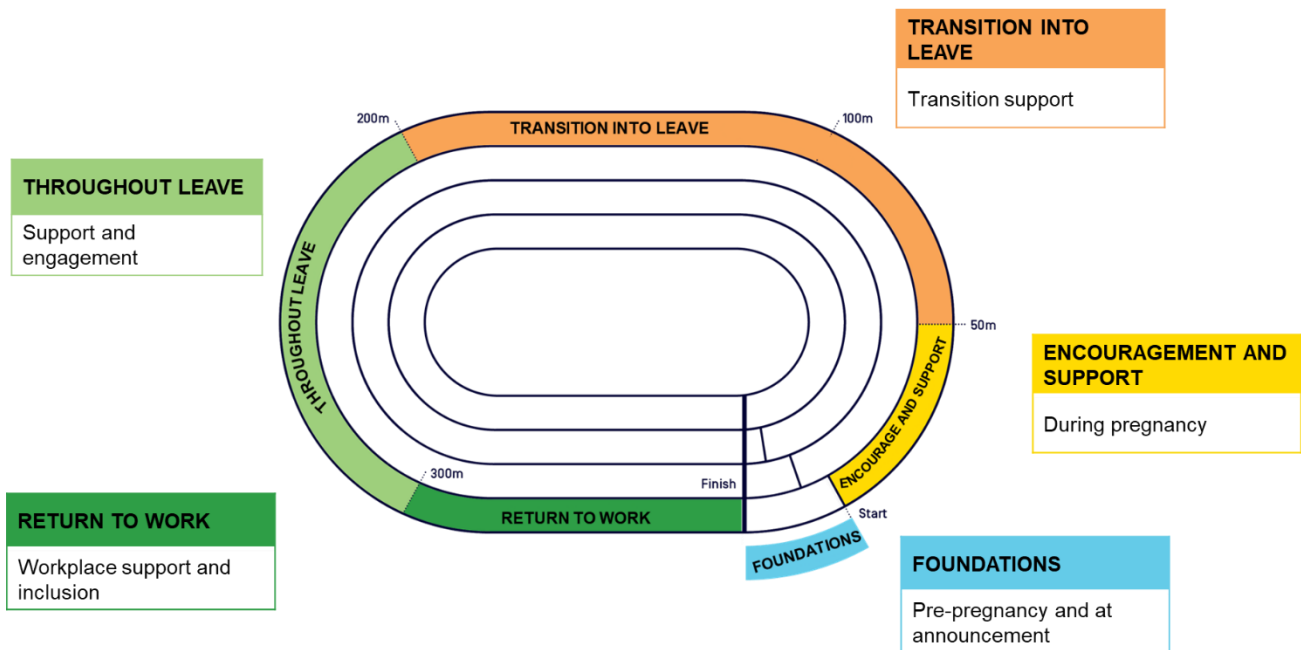 TRANSITION INTO
LEAVE
Transition support
200m
TRANSITION INTO LEAVE
100m
THROUGHOUT LEAVE
Support and
engagement
THROUGHOUT LEAVE
50m
ENCOURAGEMENT AND
SUPPORT
During pregnancy
ENCOURAGE AND SUPPORT
300m
Finish
Start
RETURN TO WORK
Workplace support and
inclusion
RETURN TO WORK
FOUNDATIONS
FOUNDATIONS
Pre-pregnancy and at
announcement